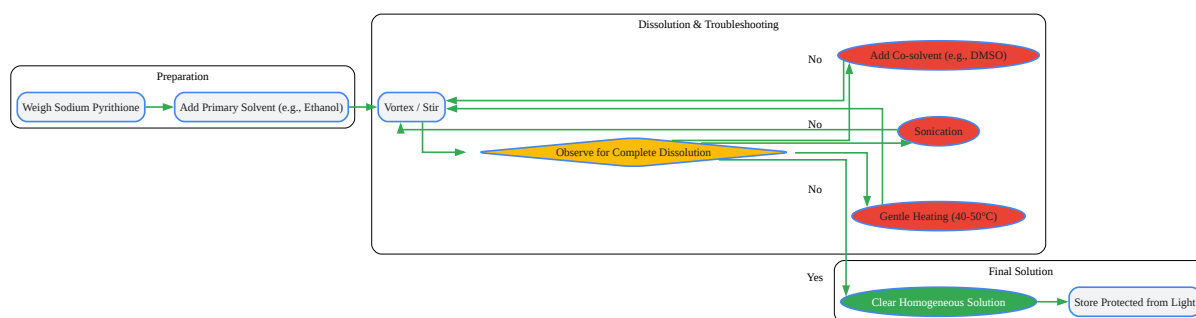 Dissolution & Troubleshooting
Preparation
Weigh Sodium Pyrithione
Add Primary Solvent (e.g., Ethanol)
Vortex / Stir
No
Add Co-solvent (e.g., DMSO)
No
Sonication
Observe for Complete Dissolution
No
Gentle Heating (40-50°C)
Yes
Final Solution
Clear Homogeneous Solution
Store Protected from Light